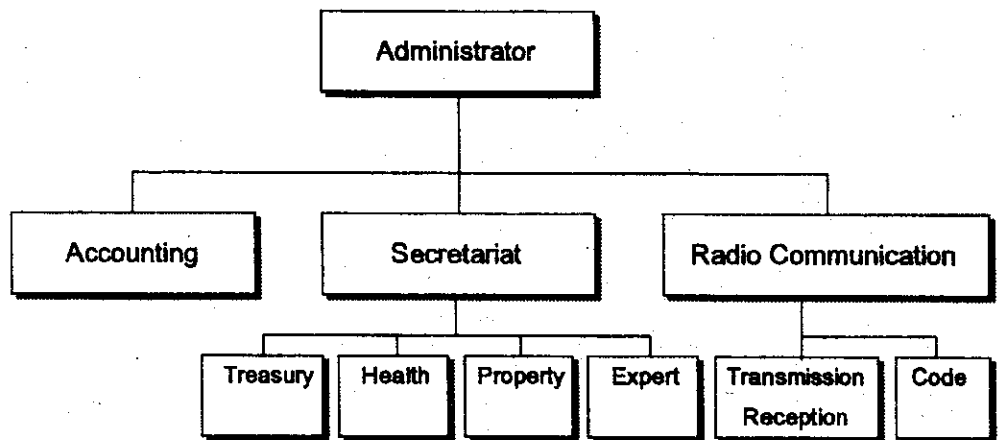 Administrator
Accounting
Secretariat
Radio Communication
Treasury
Health
Property
Expert
Transmission
Reception
Code